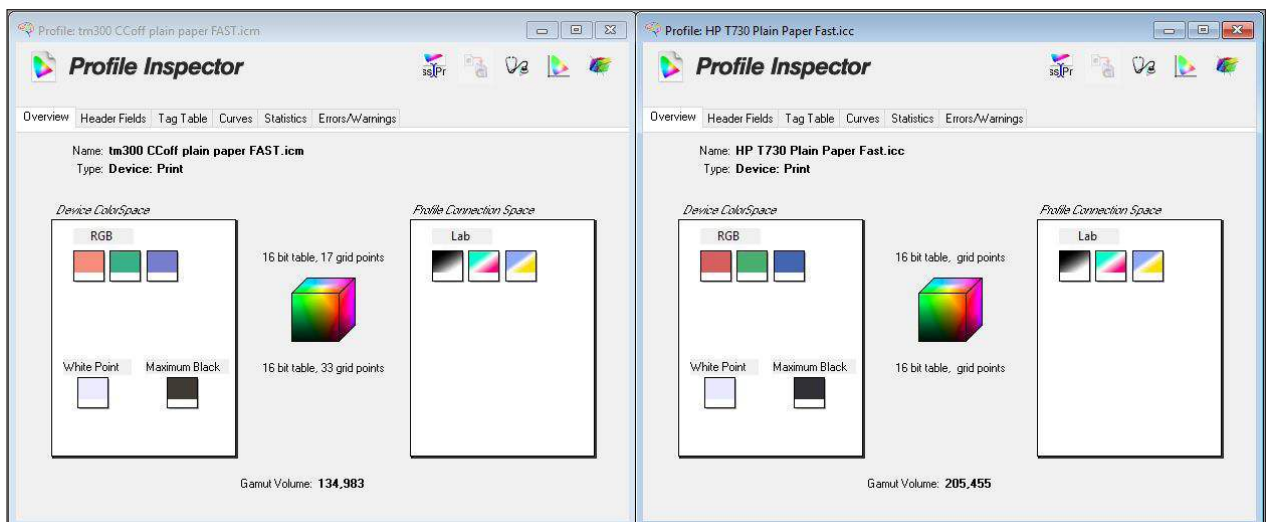 Profile: tm300 CCoff plain paper FAST.icm
Profile Inspector
ss Pr
Overview Header Fields Tag Table Curves Statistics Errors/Warnings
Name: tm300 CCoff plain paper FAST.icm
Type: Device: Print
Device ColorSpace
Profile Connection Space
RGB
Lab
16 bit table, 17 grid points
White Point
Maximum Black
16 bit table, 33 grid points
Gamut Volume: 134,983
Profile: HP T730 Plain Paper Fast.icc
Profile Inspector
ss Pr
Overview Header Fields Tag Table Curves Statistics Errors/Warnings
Name: HP T730 Plain Paper Fast.icc
Type: Device: Print
Device ColorSpace
Profile Connection Space
RGB
Lab
16 bit table, grid points
White Point
Maximum Black
16 bit table, grid points
Gamut Volume: 205,455